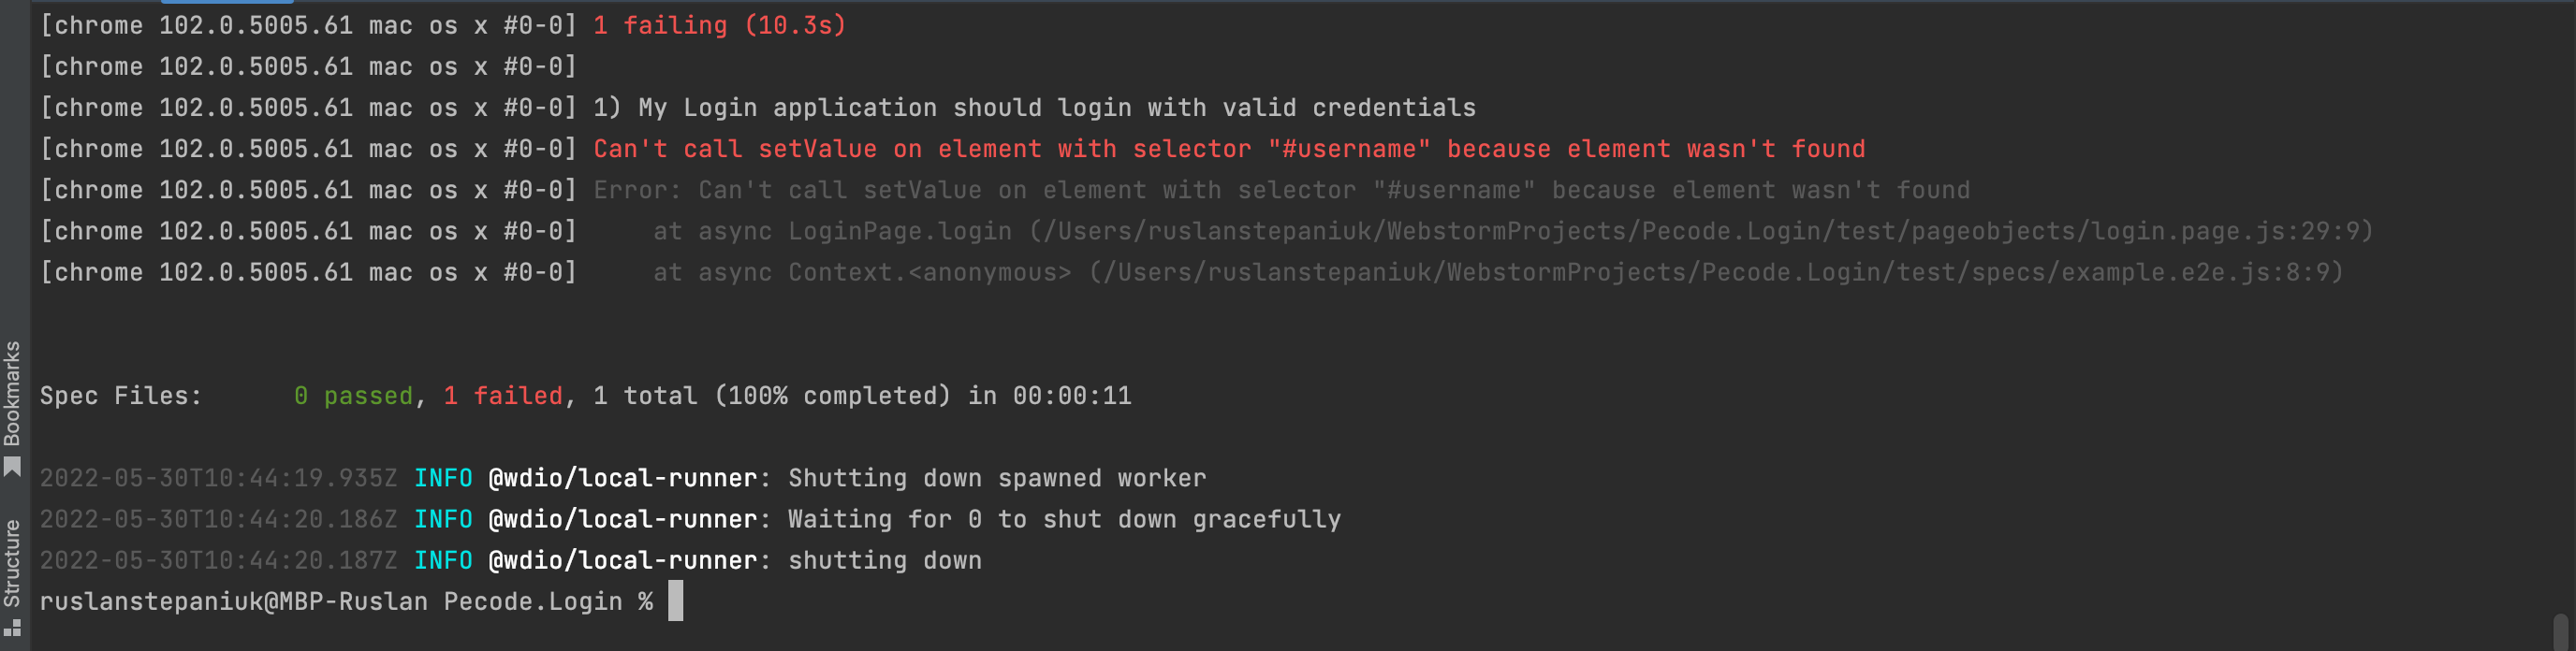 [chrome 102.0.5005.61 mac os x #0-0] 1 failing (10.3s)
[chrome 102.0.5005.61 mac os x #0-0]
[chrome 102.0.5005.61 mac os x #0-0] 1) My Login application should login with valid credentials
[chrome 102.0.5005.61 mac os x #0-0] Can't call setValue on element with selector "#username" because element wasn't found
[chrome 102.0.5005.61 mac os x #0-0] Error: Can't call setValue on element with selector "#username" because element wasn't found
[chrome 102.0.5005.61 mac os x #0-0]     at async LoginPage.login (/Users/ruslanstepaniuk/WebstormProjects/Pecode.Login/test/pageobjects/login.page.js:29:9)
[chrome 102.0.5005.61 mac os x #0-0]     at async Context.<anonymous> (/Users/ruslanstepaniuk/WebstormProjects/Pecode.Login/test/specs/example.e2e.js:8:9)
Spec Files:      0 passed, 1 failed, 1 total (100% completed) in 00:00:11
2022-05-30T10:44:19.935Z INFO @wdio/local-runner: Shutting down spawned worker
2022-05-30T10:44:20.186Z INFO @wdio/local-runner: Waiting for 0 to shut down gracefully
2022-05-30T10:44:20.187Z INFO @wdio/local-runner: shutting down
ruslanstepaniuk@MBP-Ruslan Pecode.Login %
Bookmarks
Structure